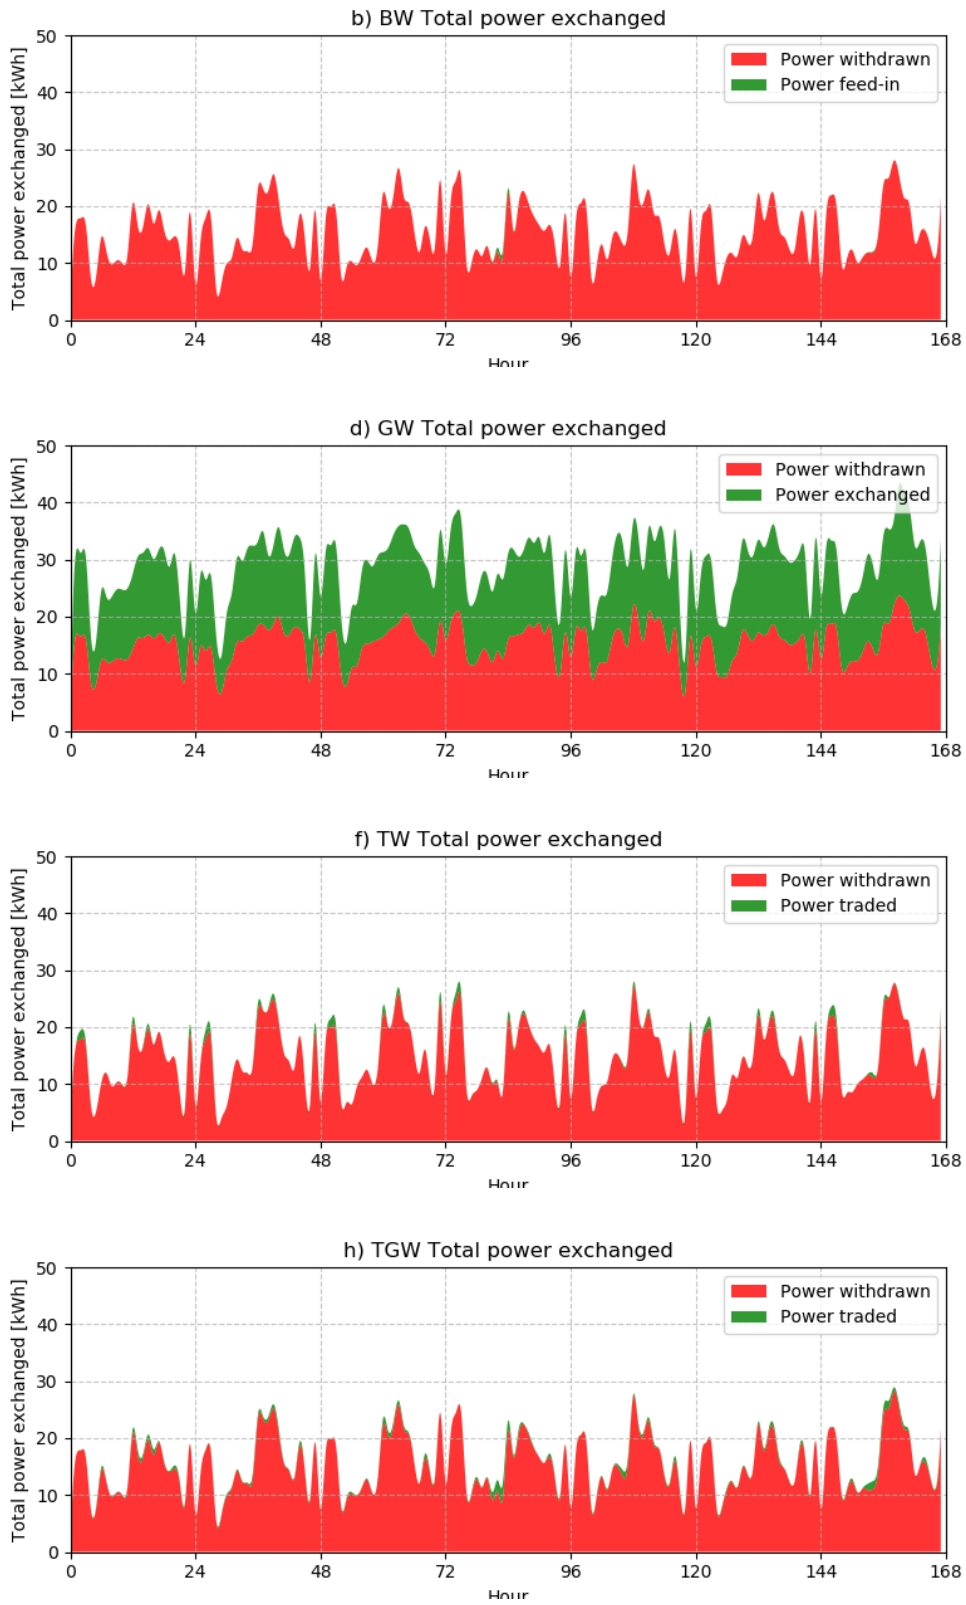 b) BW Total power exchanged
Total power exchanged [kWh]
50
40
30
20
10
0
Power withdrawn
Power feed-in
0 24 48 72 96 120 144 168
Hour
d) GW Total power exchanged
Total power exchanged [kWh]
50
40
30
20
10
0
Power withdrawn
Power exchanged
0 24 48 72 96 120 144 168
Hour
f) TW Total power exchanged
Total power exchanged [kWh]
50
40
30
20
10
0
Power withdrawn
Power traded
0 24 48 72 96 120 144 168
Hour
h) TGW Total power exchanged
Total power exchanged [kWh]
50
40
30
20
10
0
Power withdrawn
Power traded
0 24 48 72 96 120 144 168
Hour